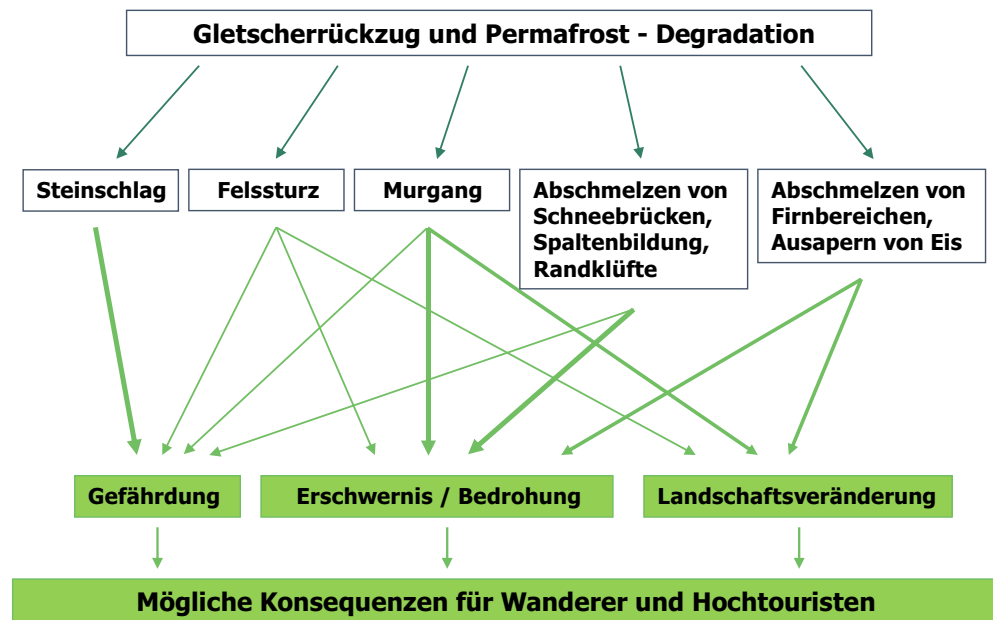 Gletscherrückzug und Permafrost - Degradation
Steinschlag
Felssturz
Murgang
Abschmelzen von
Schneebrücken,
Spaltenbildung,
Randklüfte
Abschmelzen von
Firnbereichen,
Ausapern von Eis
Gefährdung
Erschwernis / Bedrohung
Landschaftsveränderung
Mögliche Konsequenzen für Wanderer und Hochtouristen